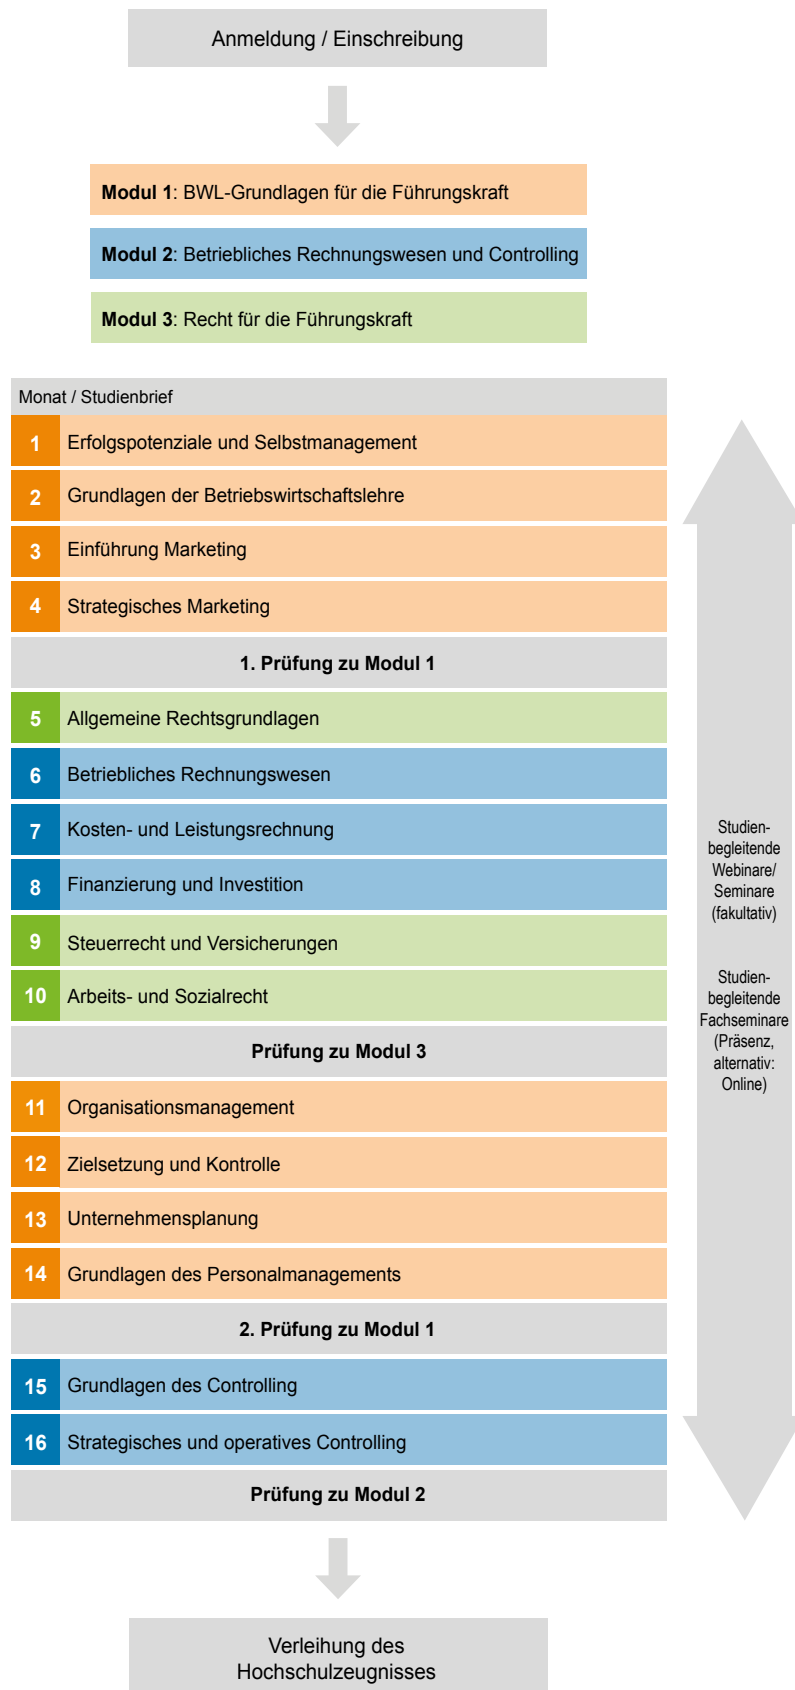 Anmeldung / Einschreibung
Modul 1: BWL-Grundlagen für die Führungskraft
Modul 2: Betriebliches Rechnungswesen und Controlling
Modul 3: Recht für die Führungskraft
Monat / Studienbrief
1 Erfolgspotenziale und Selbstmanagement
2 Grundlagen der Betriebswirtschaftslehre
3 Einführung Marketing
4 Strategisches Marketing
1. Prüfung zu Modul 1
5 Allgemeine Rechtsgrundlagen
6 Betriebliches Rechnungswesen
7 Kosten- und Leistungsrechnung
8 Finanzierung und Investition
9 Steuerrecht und Versicherungen
10 Arbeits- und Sozialrecht
Prüfung zu Modul 3
11 Organisationsmanagement
12 Zielsetzung und Kontrolle
13 Unternehmensplanung
14 Grundlagen des Personalmanagements
2. Prüfung zu Modul 1
15 Grundlagen des Controlling
16 Strategisches und operatives Controlling
Prüfung zu Modul 2
Studien-
begleitende
Webinare/
Seminare
(fakultativ)
Studien-
begleitende
Fachseminare
(Präsenz,
alternativ:
Online)
Verleihung des
Hochschulzeugnisses